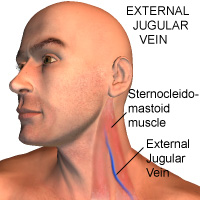 EXTERNAL
JUGULAR
VEIN
Sternocleido-
mastoid
muscle
External
Jugular
Vein